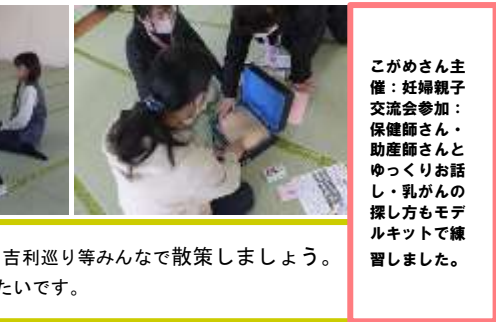 こがめさん主
催：妊婦親子
交流会参加：
保健師さん・
助産師さんと
ゆっくりお話
し・乳がんの
探し方もモデ
ルキットで練
習しました。
吉利巡り等みんなで散策しましょう。
たいです。